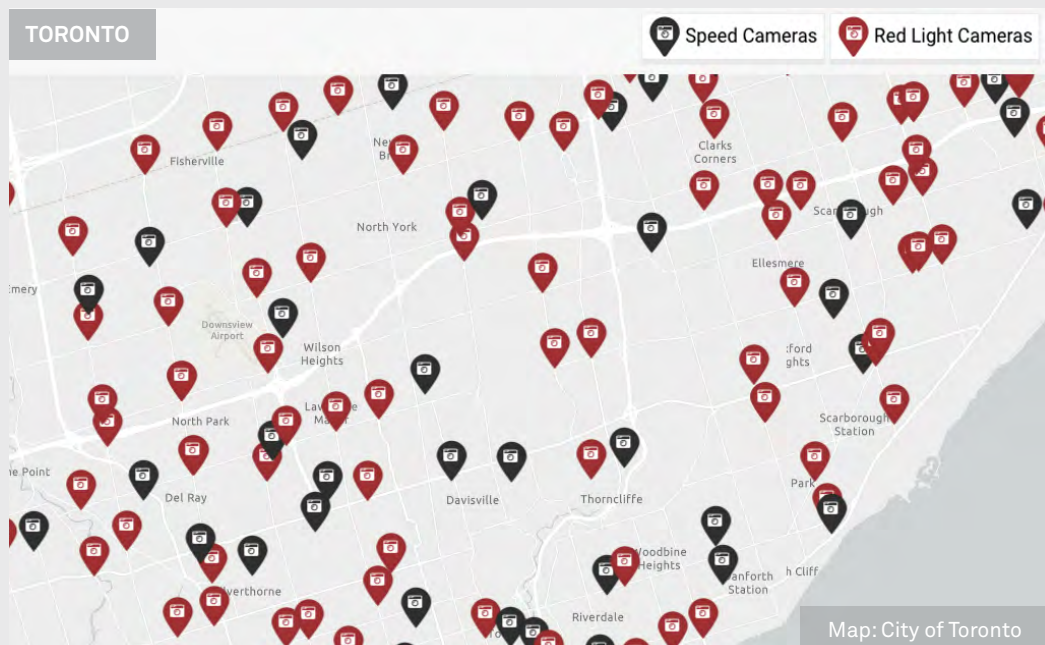 TORONTO
Speed Cameras
Red Light Cameras
Fisherville
Clarks
Corners
North York
Ellesmere
Downsview
Airport
Wilson
Heights
North Park
Scarborough
Station
Del Ray
Davisville
Thorncliffe
Park
Heights
Station
Riverdale
Map: City of Toronto